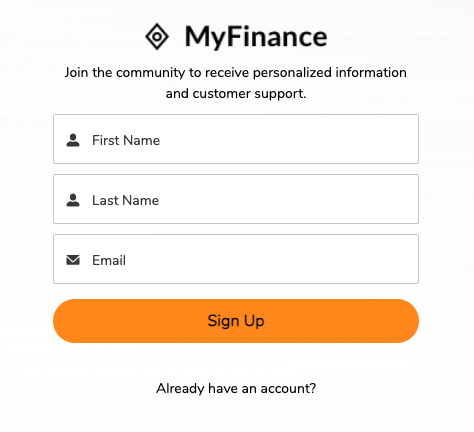 MyFinance
Join the community to receive personalized information
and customer support.
First Name
Last Name
Email
Sign Up
Already have an account?